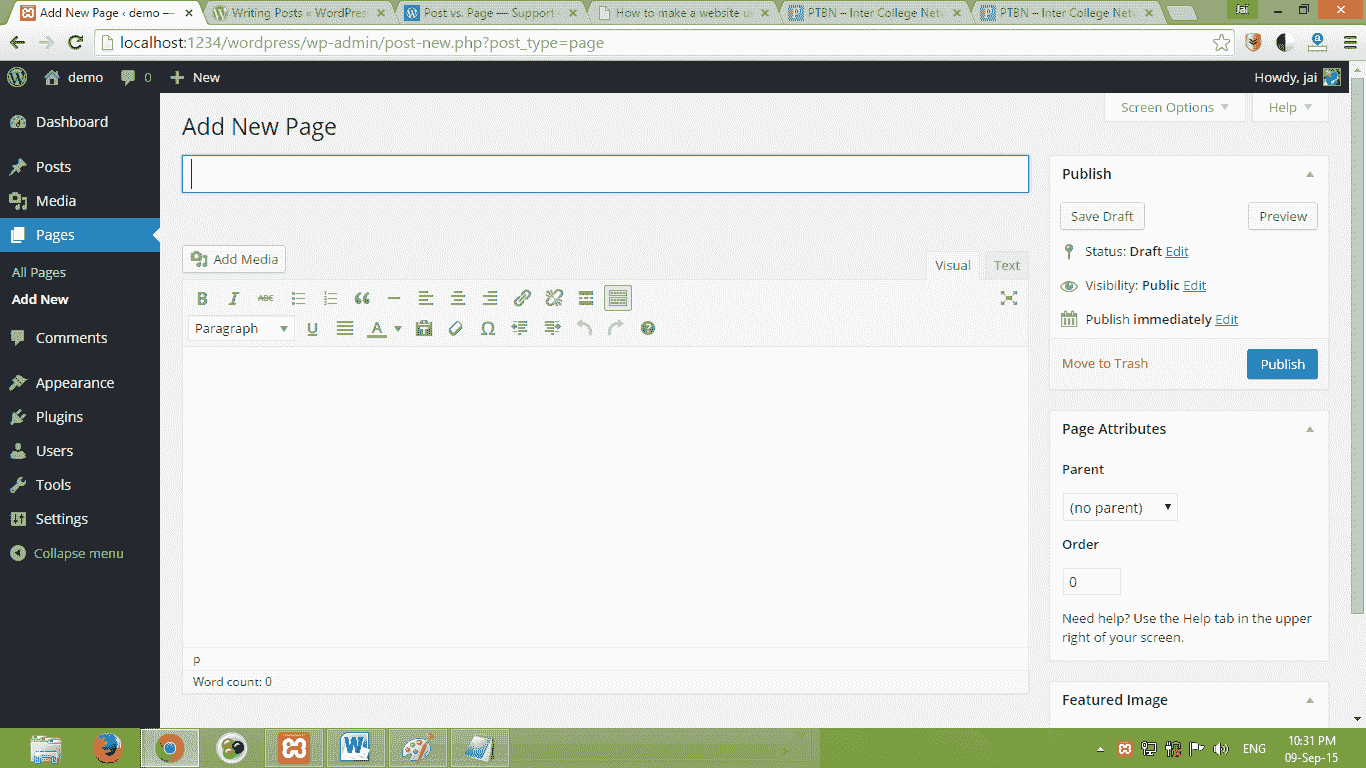 Add New Page ‹ demo —
Writing Posts « WordPres
Post vs. Page — Support
How to make a website u
PTBN – Inter College Net
PTBN – Inter College Net
jai
localhost:1234/wordpress/wp-admin/post-new.php?post_type=page
demo 0 New
Howdy, jai
Screen Options Help
Dashboard
Posts
Media
Pages
All Pages
Add New
Comments
Appearance
Plugins
Users
Tools
Settings
Collapse menu
Add New Page
Add Media
Visual Text
B I ABC
Paragraph U A Ω
p
Word count: 0
Publish
Save Draft Preview
Status: Draft Edit
Visibility: Public Edit
Publish immediately Edit
Move to Trash Publish
Page Attributes
Parent
(no parent)
Order
0
Need help? Use the Help tab in the upper
right of your screen.
Featured Image
ENG
10:31 PM
09-Sep-15